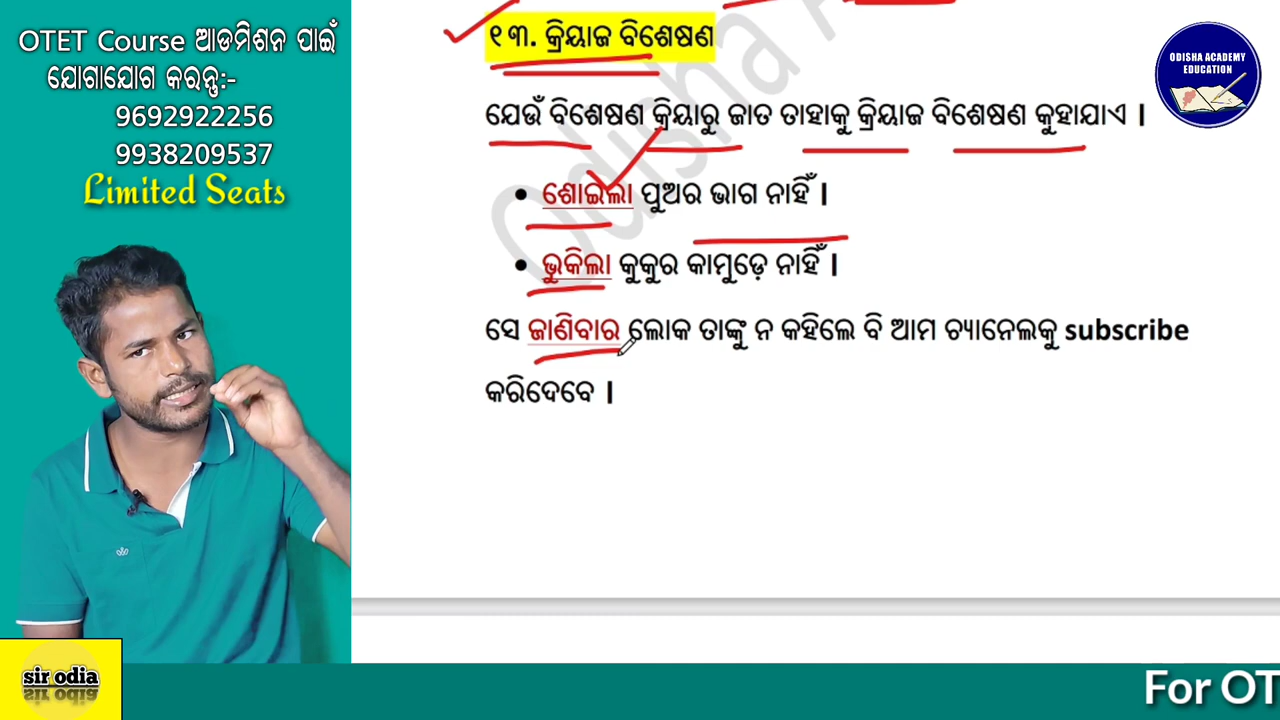 OTET Course ଆଡମିଶନ ପାଇଁ
ଯୋଗାଯୋଗ କରନ୍ତୁ:-
9692922256
9938209537
Limited Seats
sir odia
୧୩. କ୍ରିୟାଜ ବିଶେଷଣ
ଯେଉଁ ବିଶେଷଣ କ୍ରିୟାରୁ ଜାତ ତାହାକୁ କ୍ରିୟାଜ ବିଶେଷଣ କୁହାଯାଏ ।
• ଶୋଇଲା ପୁଅର ଭାଗ ନାହିଁ ।
• ଭୁକିଲା କୁକୁର କାମୁଡ଼େ ନାହିଁ ।
ସେ ଜାଣିବାର ଲୋକ ତାଙ୍କୁ ନ କହିଲେ ବି ଆମ ଚ୍ୟାନେଲକୁ subscribe
କରିଦେବେ ।
ODISHA ACADEMY
EDUCATION
Odisha
For OT